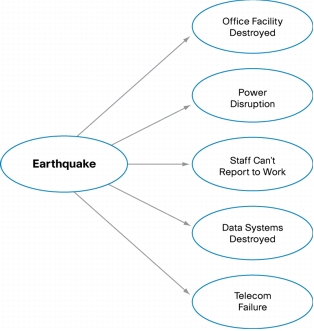 Office Facility
Destroyed
Power
Disruption
Earthquake
Staff Can't
Report to Work
Data Systems
Destroyed
Telecom
Failure